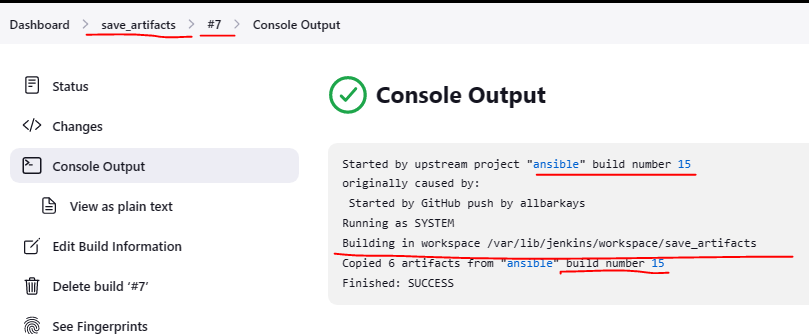 Dashboard > save_artifacts > #7 > Console Output
Status
Changes
Console Output
View as plain text
Edit Build Information
Delete build ‘#7’
See Fingerprints
Console Output
Started by upstream project "ansible" build number 15
originally caused by:
Started by GitHub push by allbarkays
Running as SYSTEM
Building in workspace /var/lib/jenkins/workspace/save_artifacts
Copied 6 artifacts from "ansible" build number 15
Finished: SUCCESS